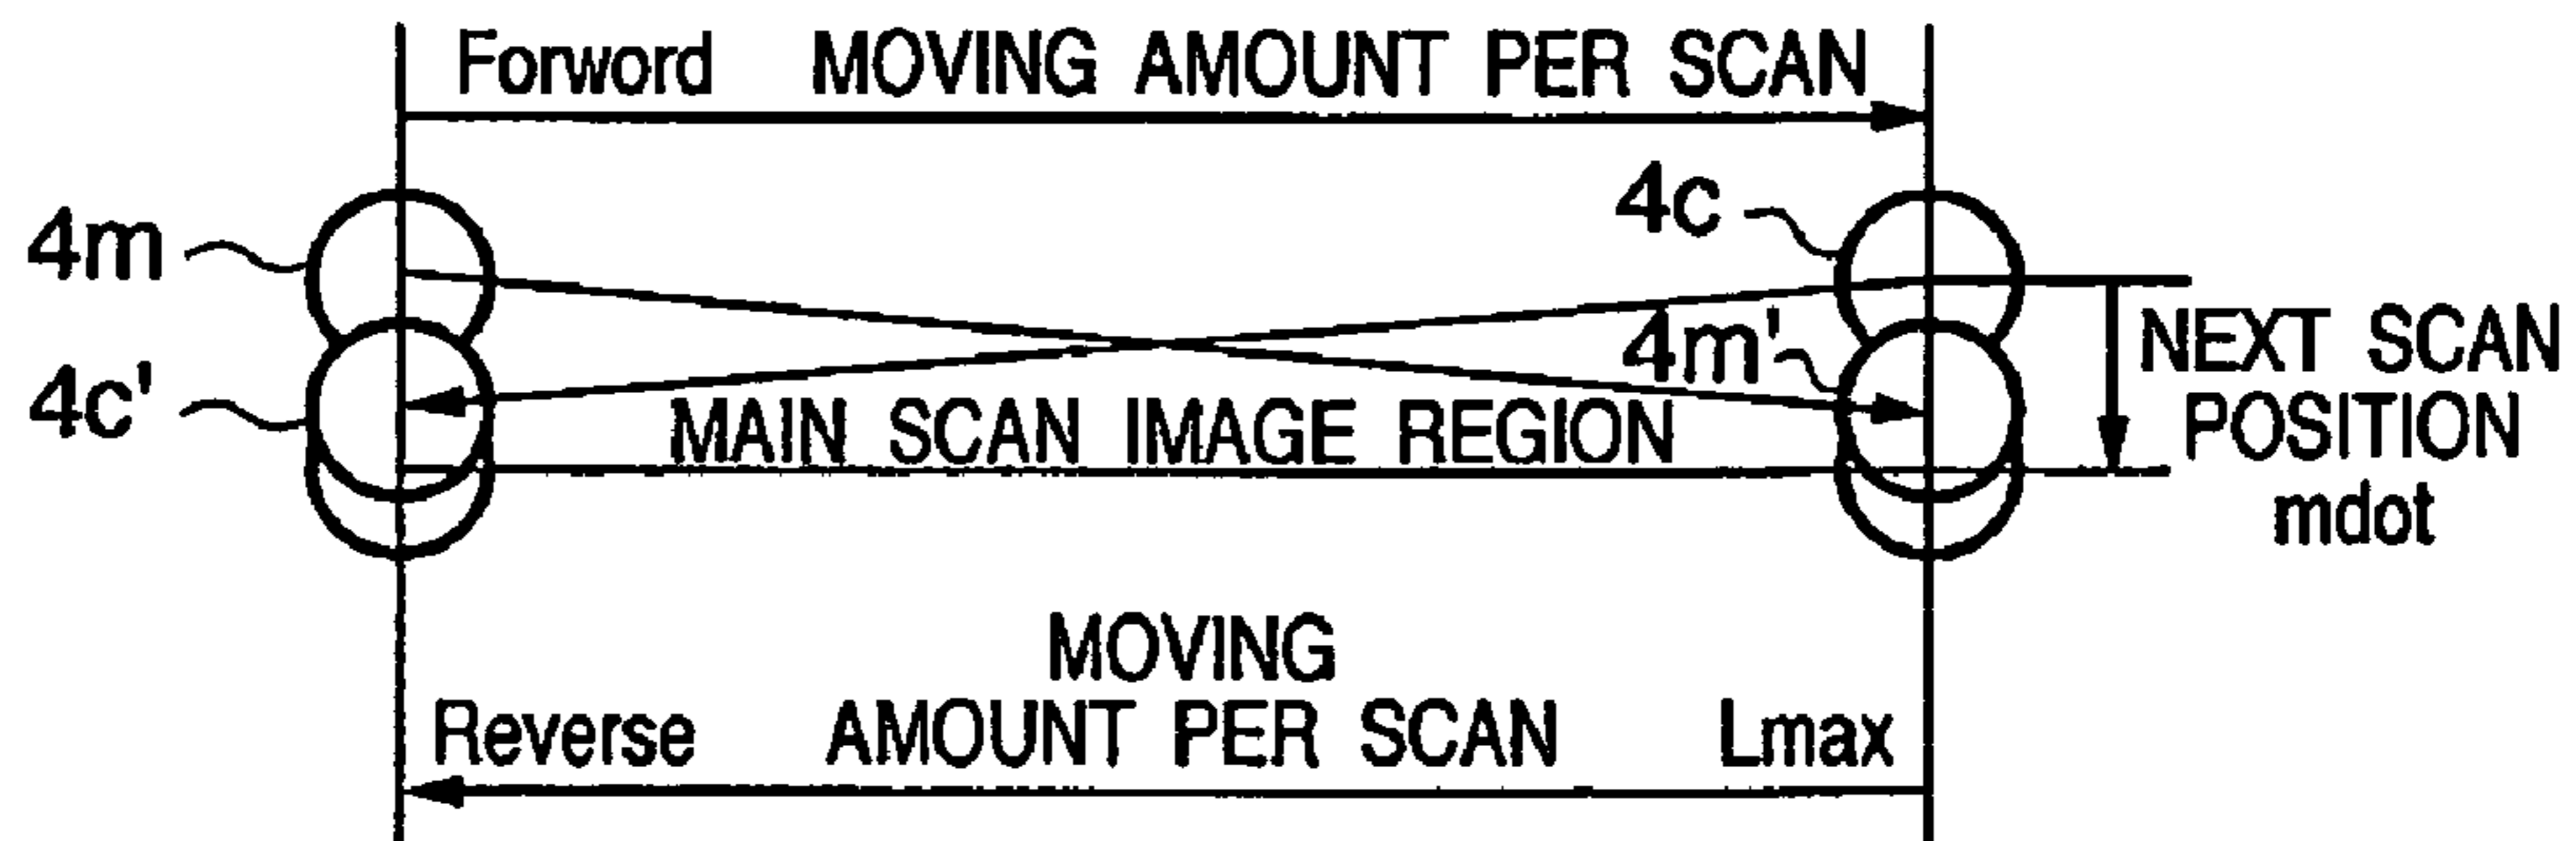 Forword MOVING AMOUNT PER SCAN
4m
4c
4m'
4c'
NEXT SCAN
POSITION
mdot
MAIN SCAN IMAGE REGION
MOVING
Reverse AMOUNT PER SCAN Lmax